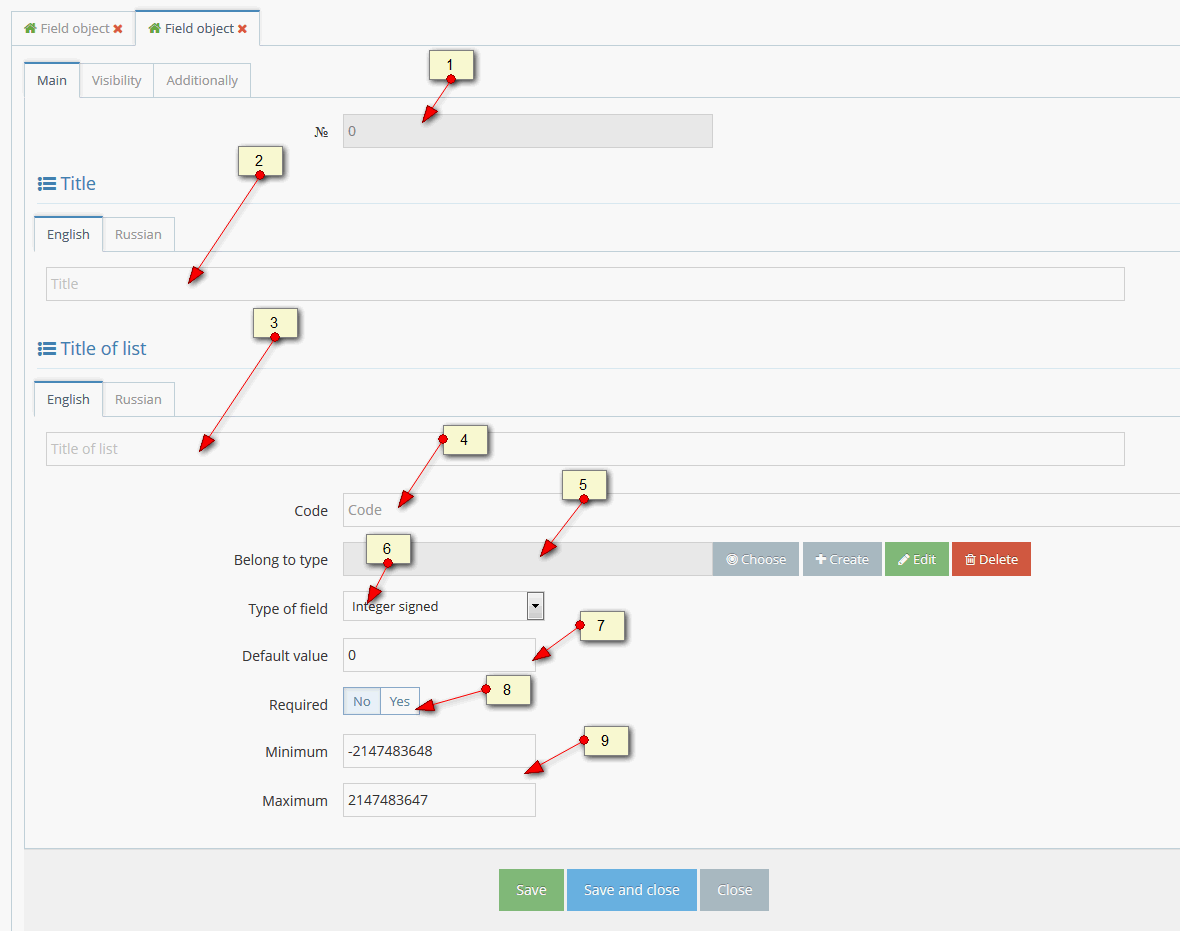 Field object Field object
Main Visibility Additionally
1
№ 0
2
Title
English Russian
Title
3
Title of list
English Russian
Title of list
4
5
Code Code
6
Belong to type Choose Create Edit Delete
Type of field Integer signed
7
Default value 0
8
Required No Yes
9
Minimum -2147483648
Maximum 2147483647
Save Save and close Close